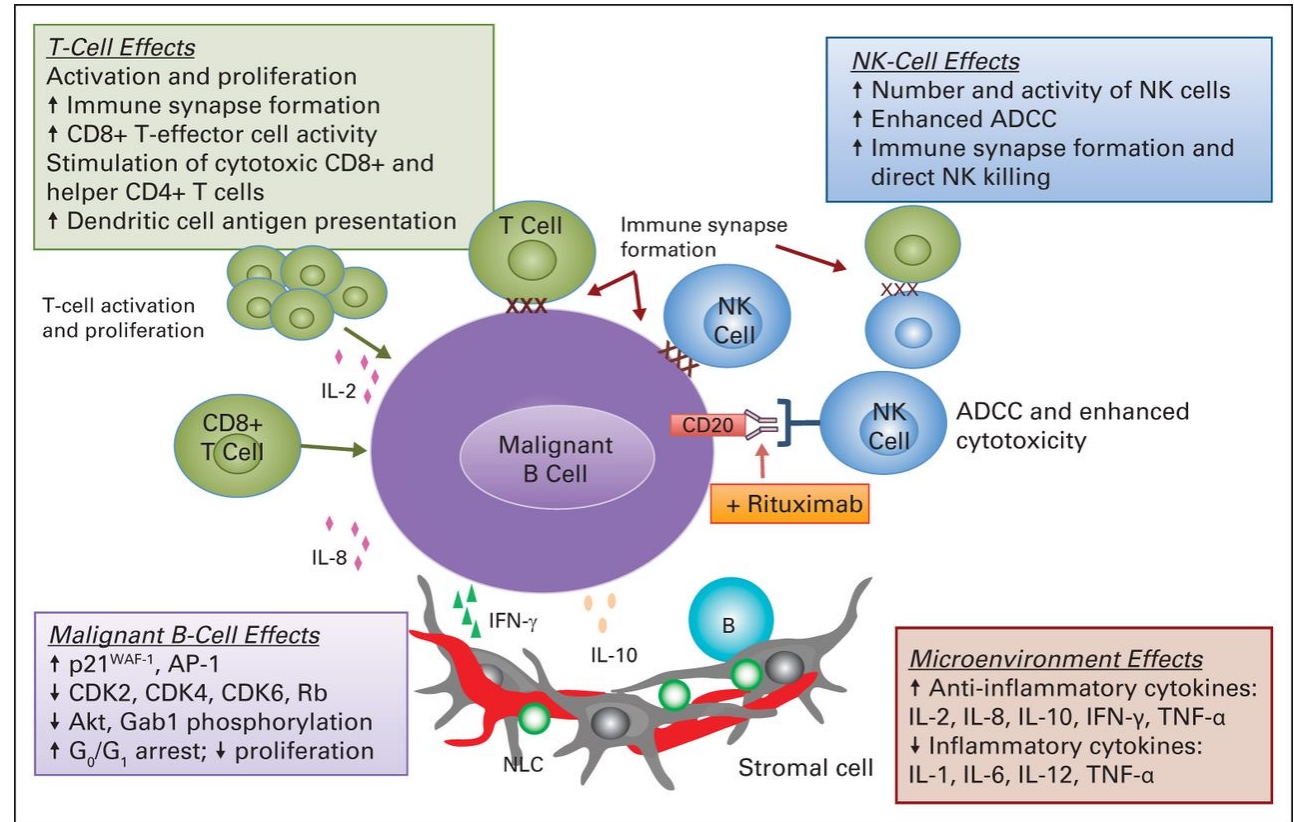 T-Cell Effects
Activation and proliferation
↑ Immune synapse formation
↑ CD8+ T-effector cell activity
Stimulation of cytotoxic CD8+ and
helper CD4+ T cells
↑ Dendritic cell antigen presentation
NK-Cell Effects
↑ Number and activity of NK cells
↑ Enhanced ADCC
↑ Immune synapse formation and
direct NK killing
T Cell
XXX
Immune synapse
formation
XXX
T-cell activation
and proliferation
NK
Cell
XXX
IL-2
CD8+
T Cell
Malignant
B Cell
CD20
NK
Cell
ADCC and enhanced
cytotoxicity
+ Rituximab
IL-8
IFN-γ
IL-10
B
NLC
Stromal cell
Malignant B-Cell Effects
↑ p21WAF-1, AP-1
↓ CDK2, CDK4, CDK6, Rb
↓ Akt, Gab1 phosphorylation
↑ G0/G1 arrest; ↓ proliferation
Microenvironment Effects
↑ Anti-inflammatory cytokines:
IL-2, IL-8, IL-10, IFN-γ, TNF-α
↓ Inflammatory cytokines:
IL-1, IL-6, IL-12, TNF-α